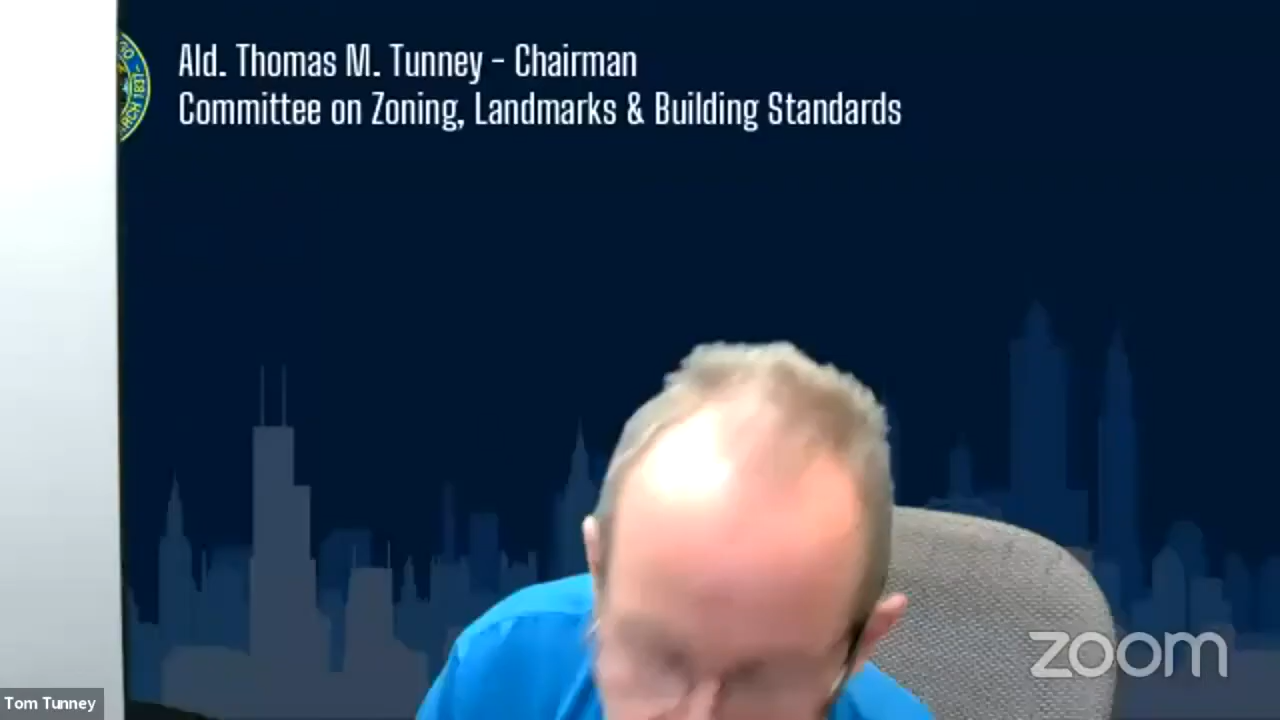 Ald. Thomas M. Tunney - Chairman
Committee on Zoning, Landmarks & Building Standards
zoom
Tom Tunney